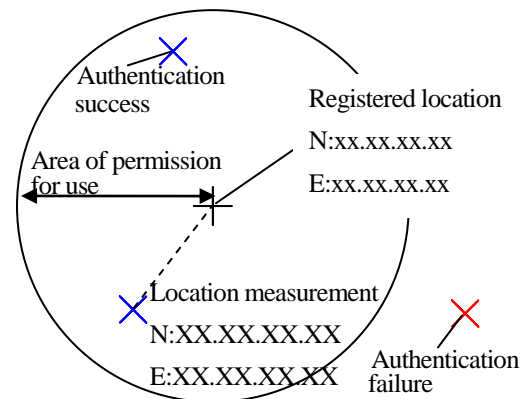 Authentication
success
Registered location
N:xx.xx.xx.xx
E:xx.xx.xx.xx
Area of permission
for use
Location measurement
N:XX.XX.XX.XX
E:XX.XX.XX.XX
Authentication
failure